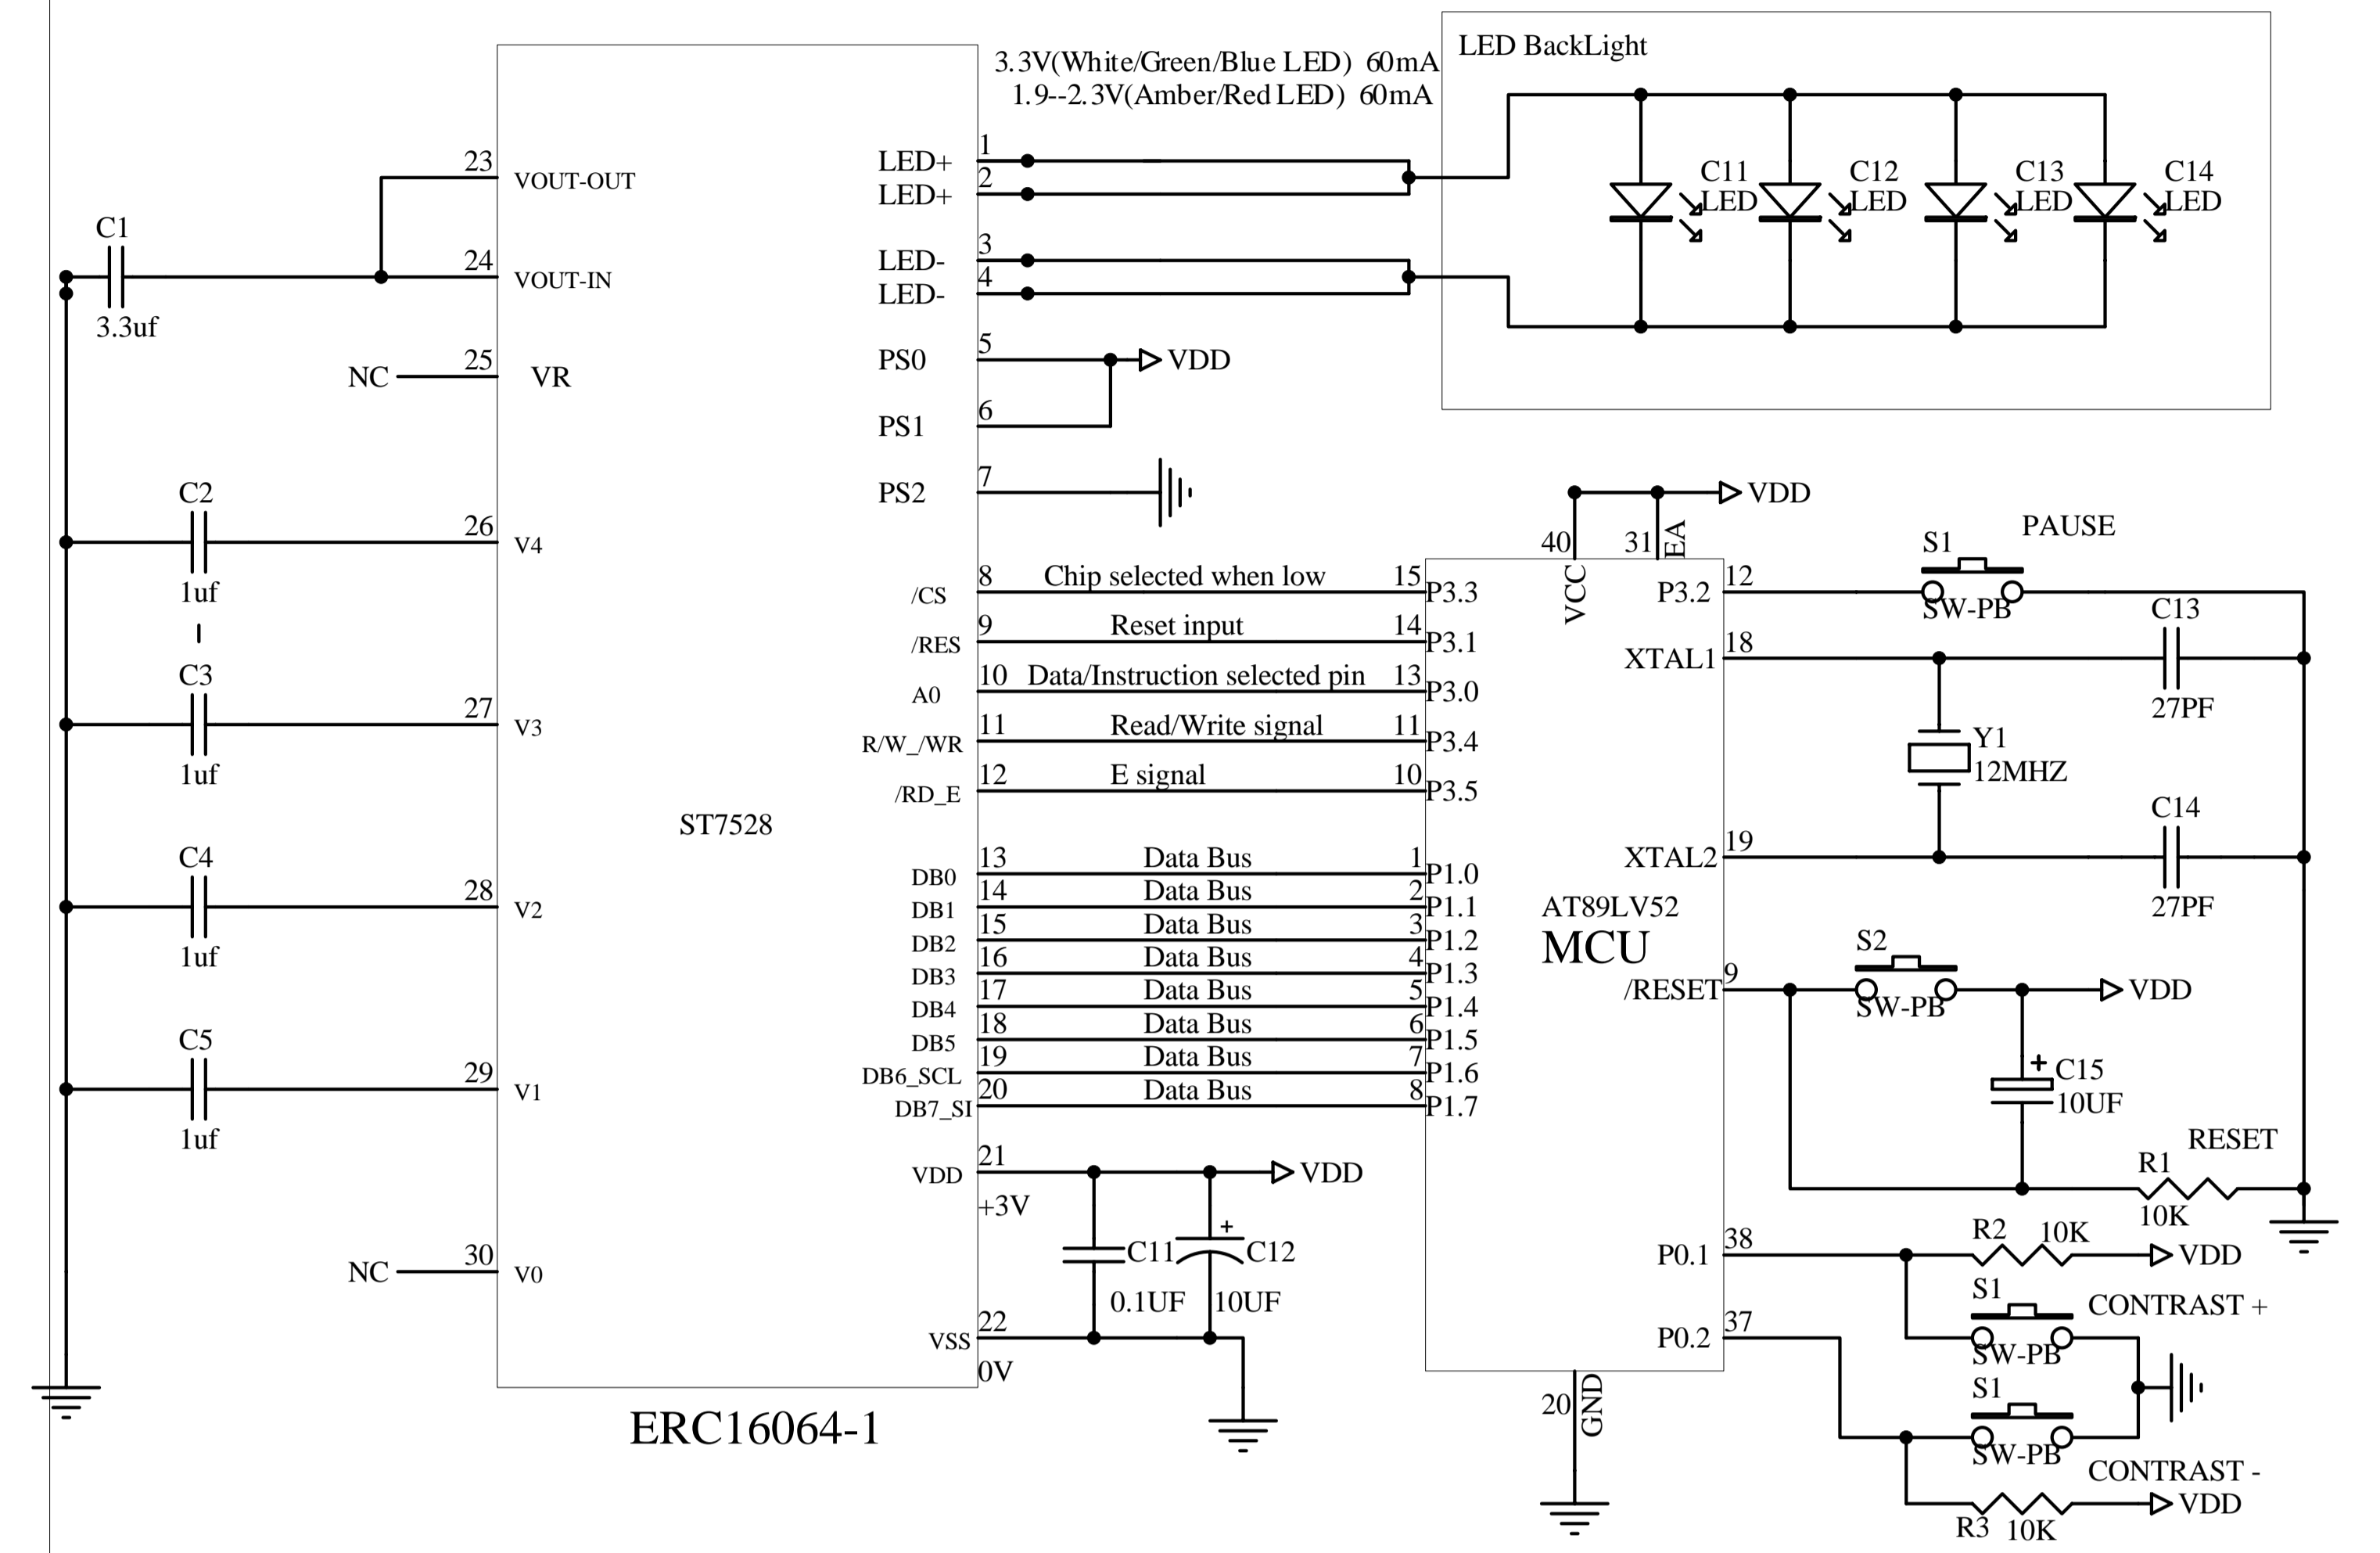 3.3V(White/Green/Blue LED) 60mA
1.9--2.3V(Amber/Red LED) 60mA
LED BackLight
C11
LED
C12
LED
C13
LED
C14
LED
23
VOUT-OUT
24
VOUT-IN
C1
3.3uf
NC
25
VR
C2
1uf
26
V4
C3
1uf
27
V3
C4
1uf
28
V2
C5
1uf
29
V1
NC
30
V0
ST7528
ERC16064-1
LED+
1
LED+
2
LED-
3
LED-
4
PS0
5
VDD
PS1
6
PS2
7
/CS
8
Chip selected when low
15
P3.3
/RES
9
Reset input
14
P3.1
A0
10
Data/Instruction selected pin
13
P3.0
R/W_/WR
11
Read/Write signal
11
P3.4
/RD_E
12
E signal
10
P3.5
DB0
13
Data Bus
1
P1.0
DB1
14
Data Bus
2
P1.1
DB2
15
Data Bus
3
P1.2
DB3
16
Data Bus
4
P1.3
DB4
17
Data Bus
5
P1.4
DB5
18
Data Bus
6
P1.5
DB6_SCL
19
Data Bus
7
P1.6
DB7_SI
20
Data Bus
8
P1.7
VDD
21
+3V
VDD
C11
0.1UF
+
C12
10UF
VSS
22
0V
40
VCC
31
EA
VDD
AT89LV52
MCU
20
GND
P3.2
12
S1
SW-PB
PAUSE
XTAL1
18
C13
27PF
Y1
12MHZ
XTAL2
19
C14
27PF
/RESET
9
S2
SW-PB
VDD
+
C15
10UF
RESET
R1
10K
P0.1
38
R2
10K
VDD
S1
SW-PB
CONTRAST +
P0.2
37
S1
SW-PB
CONTRAST -
R3
10K
VDD